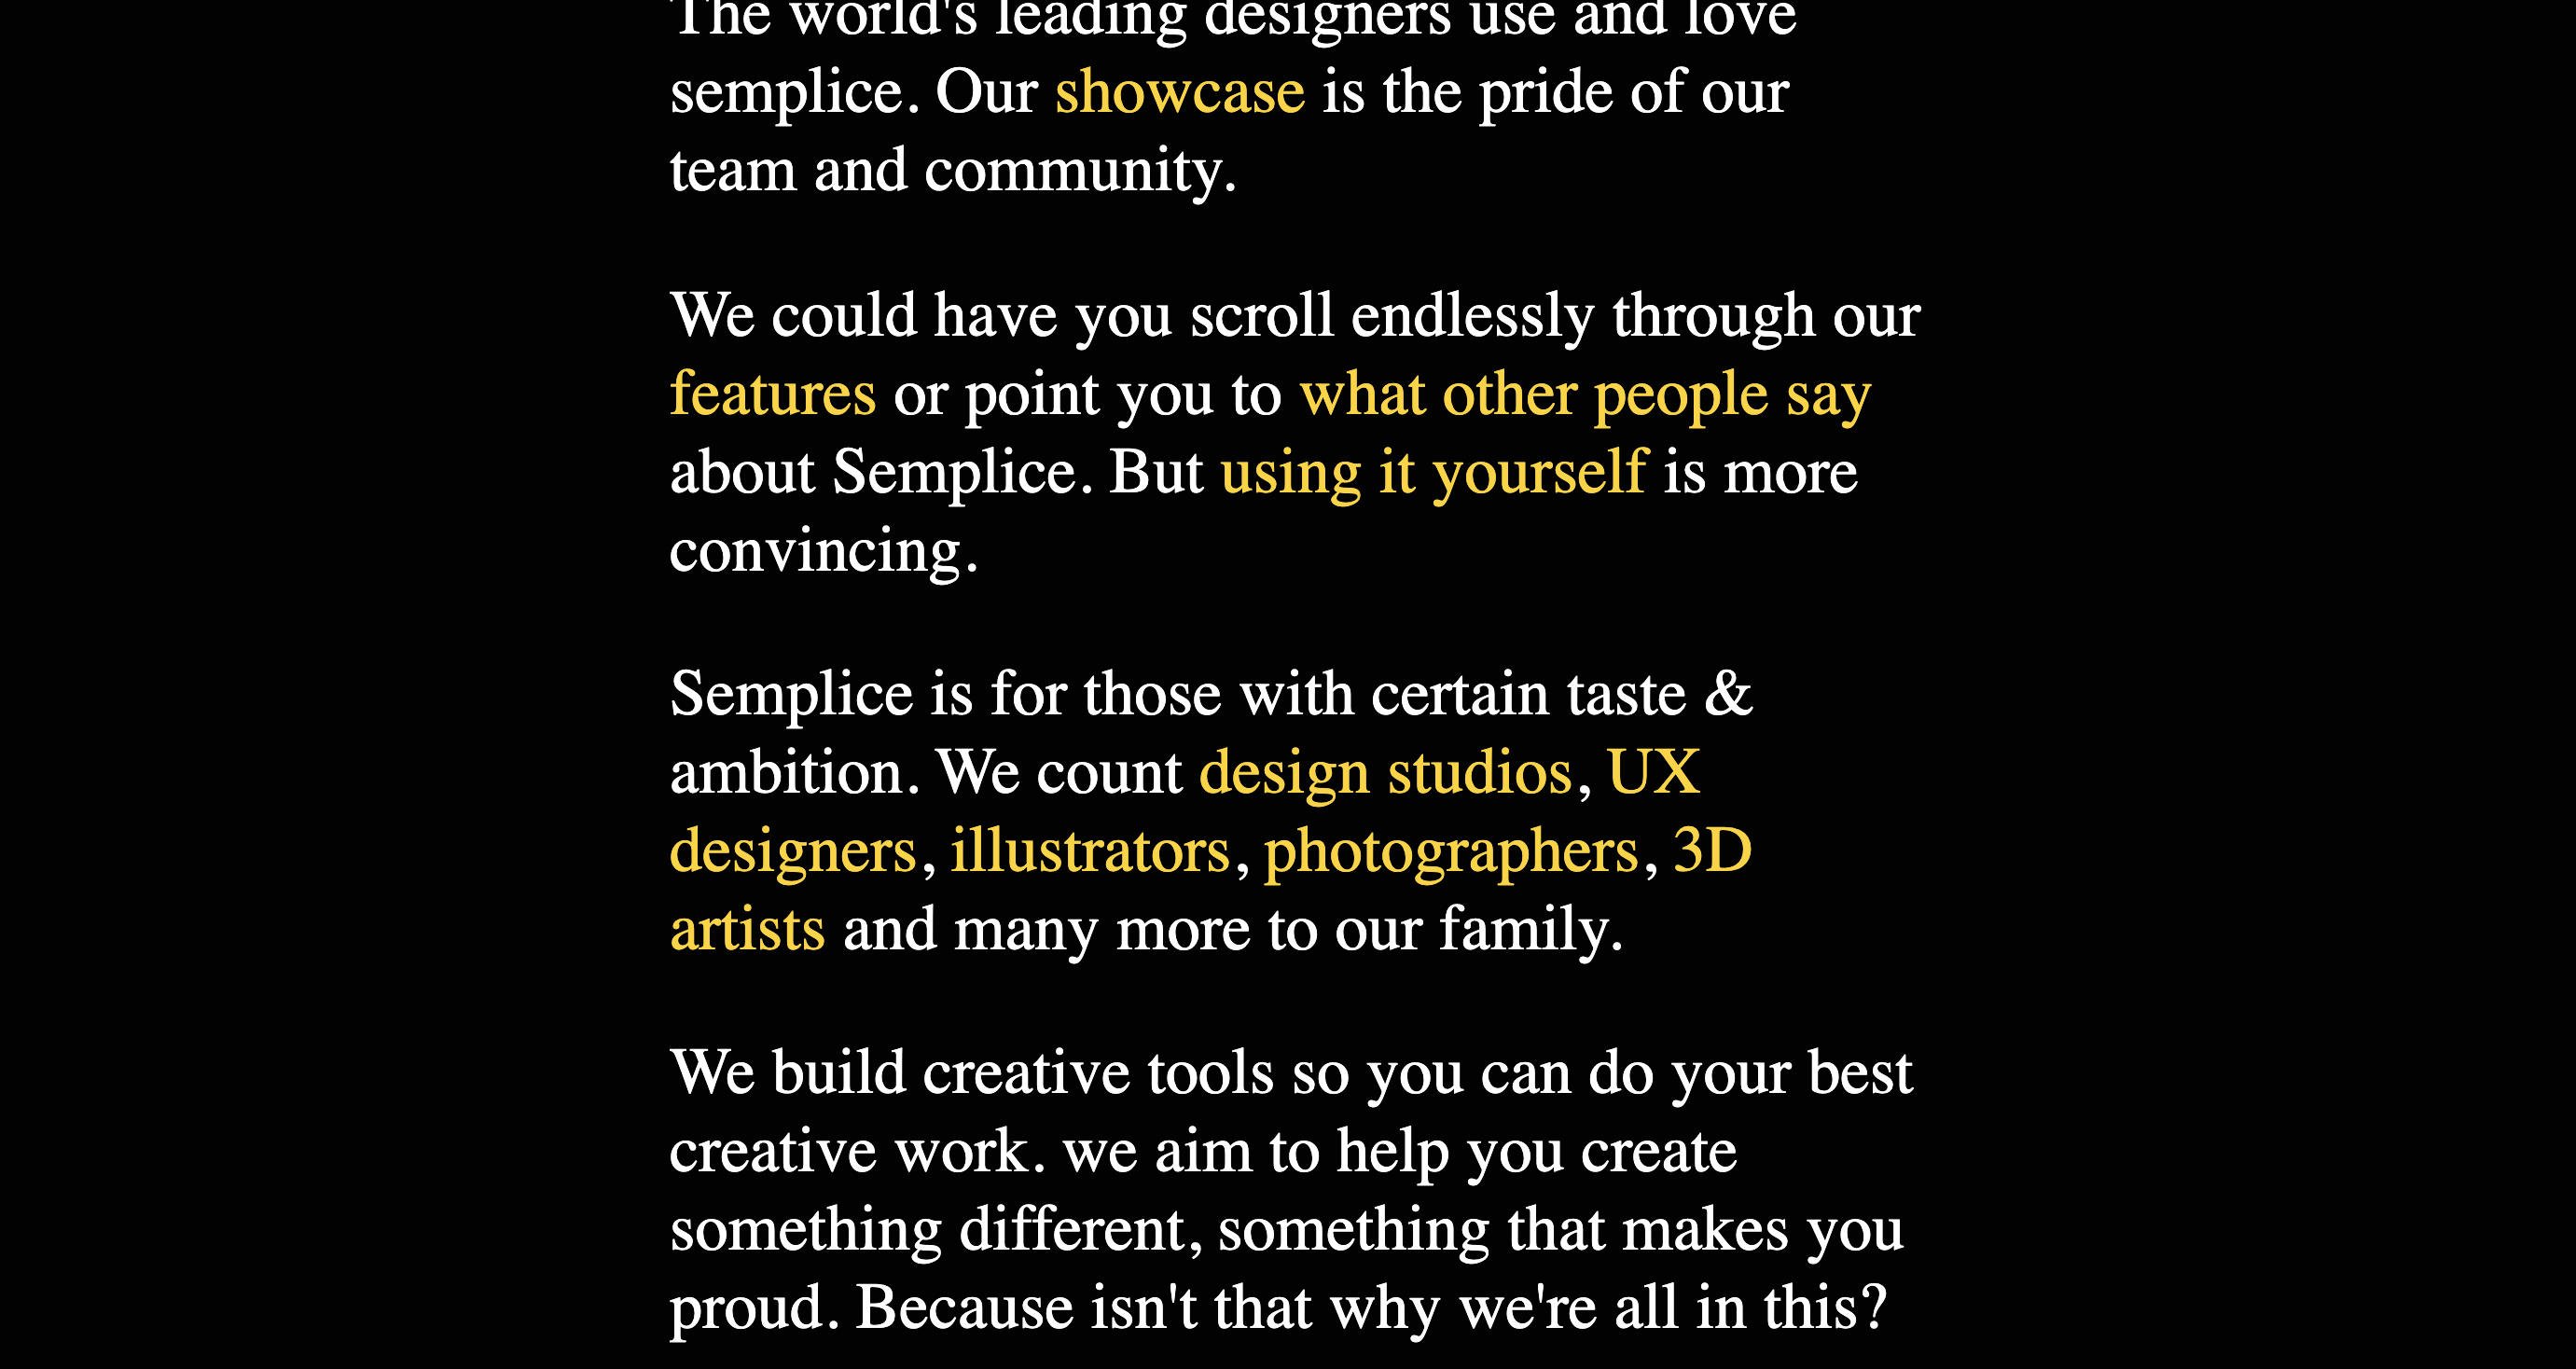 The world's leading designers use and love
semplice. Our showcase is the pride of our
team and community.
We could have you scroll endlessly through our
features or point you to what other people say
about Semplice. But using it yourself is more
convincing.
Semplice is for those with certain taste &
ambition. We count design studios, UX
designers, illustrators, photographers, 3D
artists and many more to our family.
We build creative tools so you can do your best
creative work. we aim to help you create
something different, something that makes you
proud. Because isn't that why we're all in this?